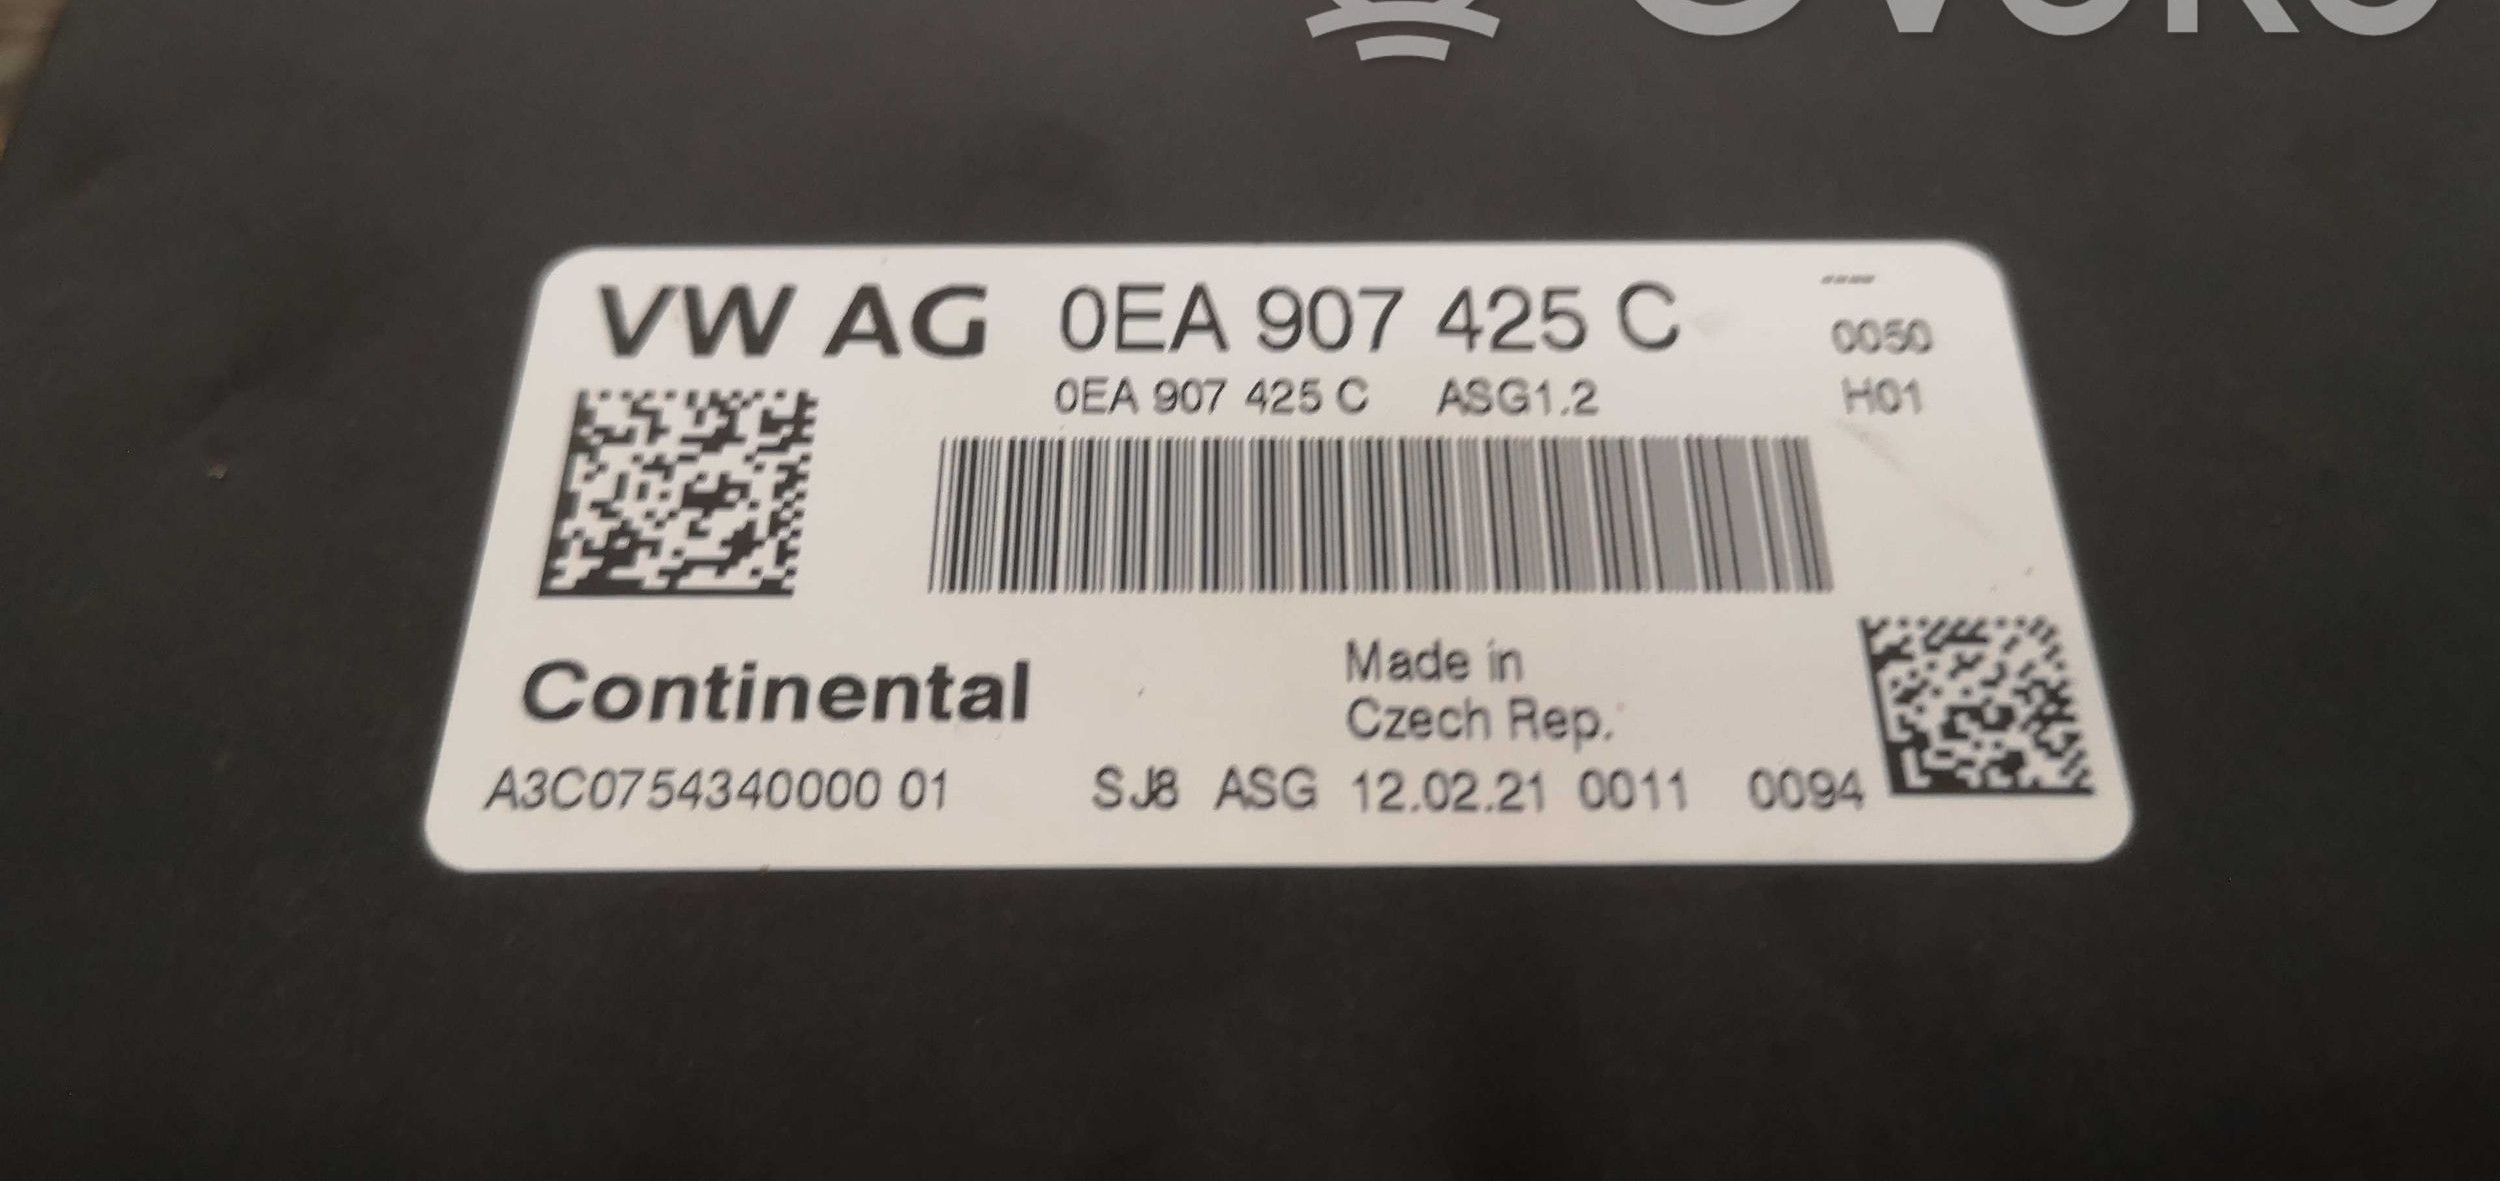 VW AG 0EA 907 425 C ----
0050
0EA 907 425 C ASG1.2 H01
Continental
Made in
Czech Rep.
A3C0754340000 01 SJ8 ASG 12.02.21 0011 0094